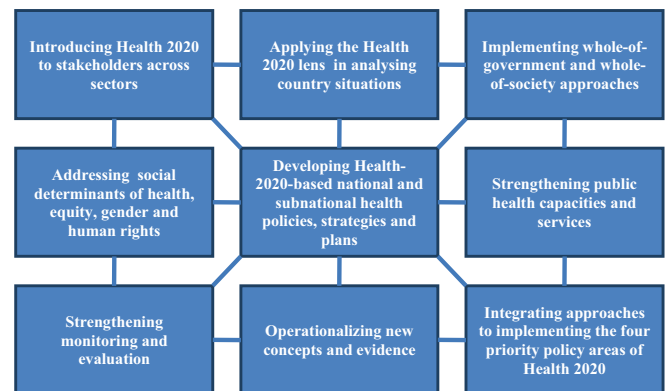 Introducing Health 2020
to stakeholders across
sectors
Applying the Health
2020 lens in analysing
country situations
Implementing whole-of-
government and whole-
of-society approaches
Addressing social
determinants of health,
equity, gender and
human rights
Developing Health-
2020-based national and
subnational health
policies, strategies and
plans
Strengthening public
health capacities and
services
Strengthening
monitoring and
evaluation
Operationalizing new
concepts and evidence
Integrating approaches
to implementing the four
priority policy areas of
Health 2020